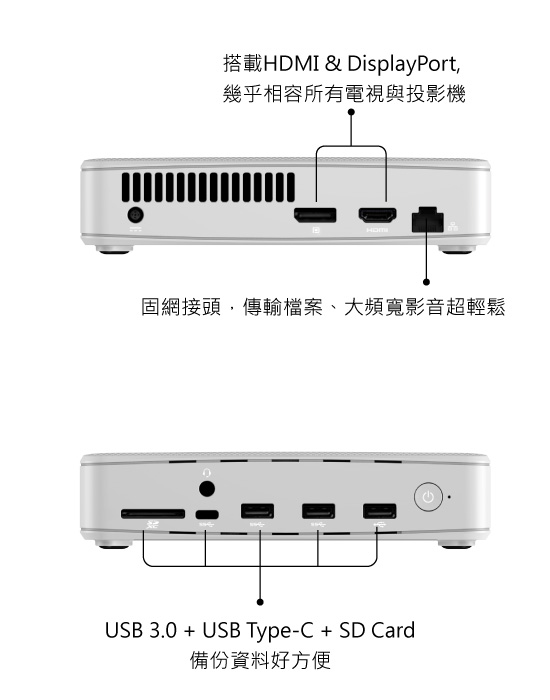 搭載HDMI & DisplayPort,
幾乎相容所有電視與投影機
HDMI
固網接頭，傳輸檔案、大頻寬影音超輕鬆
USB 3.0 + USB Type-C + SD Card
備份資料好方便